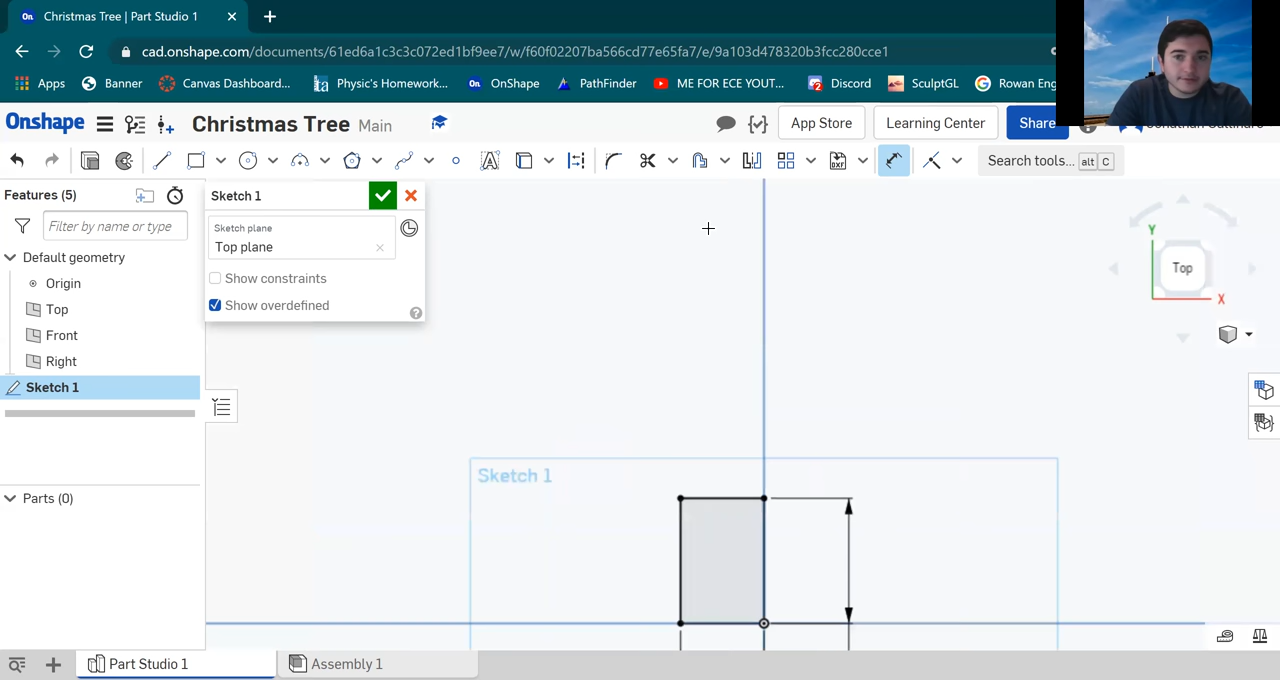 Christmas Tree | Part Studio 1
cad.onshape.com/documents/61ed6a1c3c3c072ed1bf9ee7/w/f60f02207ba566cd77e65fa7/e/9a103d478320b3fcc280cce1
Apps Banner Canvas Dashboard... Physic's Homework... OnShape PathFinder ME FOR ECE YOUT... Discord SculptGL Rowan Eng
Onshape Christmas Tree Main App Store Learning Center Share
Search tools... alt C
Features (5)
Filter by name or type
Default geometry
Origin
Top
Front
Right
Sketch 1
Parts (0)
Sketch 1
Sketch plane
Top plane
Show constraints
Show overdefined
Sketch 1
Y
Top
X
Part Studio 1 Assembly 1